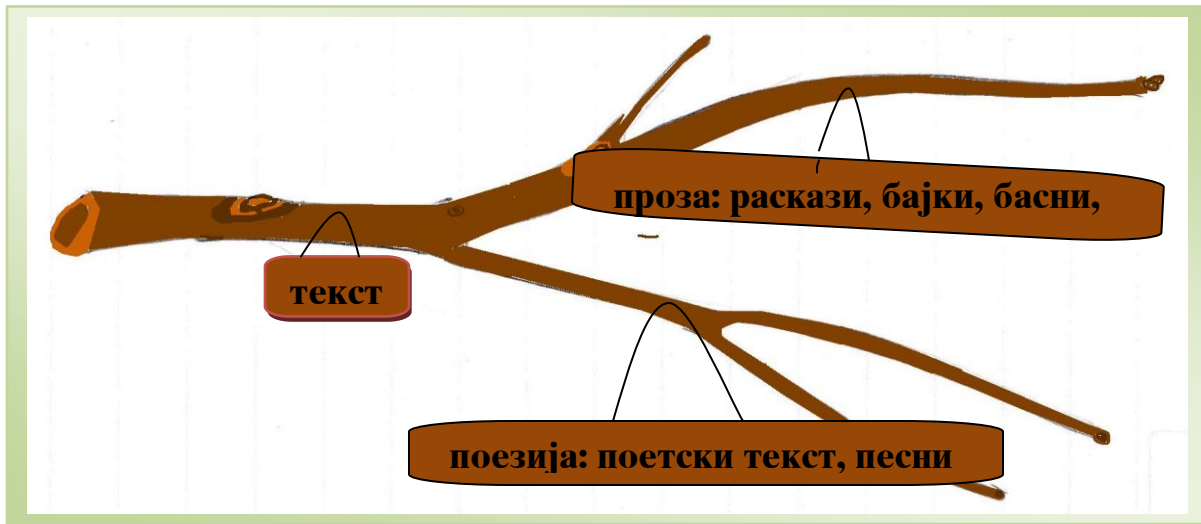 проза: раскази, бајки, басни,
текст
поезија: поетски текст, песни